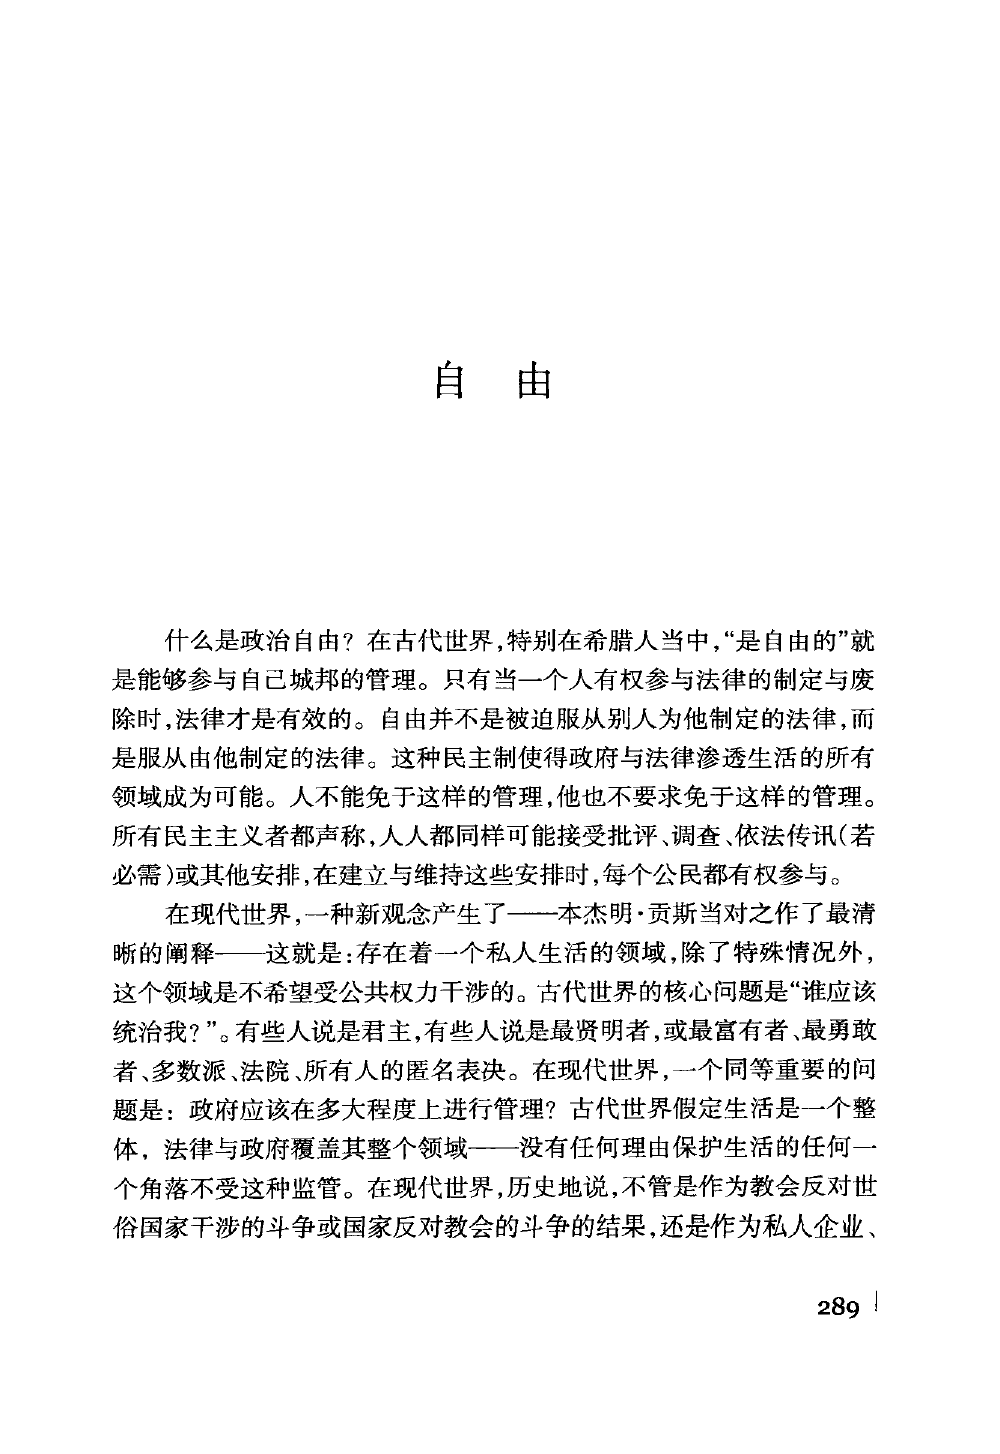 自 由
什么是政治自由？在古代世界，特别在希腊人当中，“是自由的”就
是能够参与自己城邦的管理。只有当一个人有权参与法律的制定与废
除时，法律才是有效的。自由并不是被迫服从别人为他制定的法律，而
是服从由他制定的法律。这种民主制使得政府与法律渗透生活的所有
领域成为可能。人不能免于这样的管理，他也不要求免于这样的管理。
所有民主主义者都声称，人人都同样可能接受批评、调查、依法传讯（若
必需）或其他安排，在建立与维持这些安排时，每个公民都有权参与。
在现代世界，一种新观念产生了——本杰明·贡斯当对之作了最清
晰的阐释——这就是：存在着一个私人生活的领域，除了特殊情况外，
这个领域是不希望受公共权力干涉的。古代世界的核心问题是“谁应该
统治我？”。有些人说是君主，有些人说是最贤明者，或最富有者、最勇敢
者、多数派、法院、所有人的匿名表决。在现代世界，一个同等重要的问
题是：政府应该在多大程度上进行管理？古代世界假定生活是一个整
体，法律与政府覆盖其整个领域——没有任何理由保护生活的任何一
个角落不受这种监管。在现代世界，历史地说，不管是作为教会反对世
俗国家干涉的斗争或国家反对教会的斗争的结果，还是作为私人企业、
289